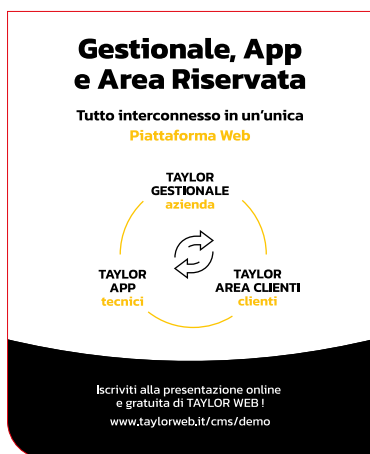 Gestionale, App
e Area Riservata
Tutto interconnesso in un'unica
Piattaforma Web
TAYLOR
GESTIONALE
azienda
TAYLOR
APP
tecnici
TAYLOR
AREA CLIENTI
clienti
Iscriviti alla presentazione online
e gratuita di TAYLOR WEB !
www.taylorweb.it/cms/demo